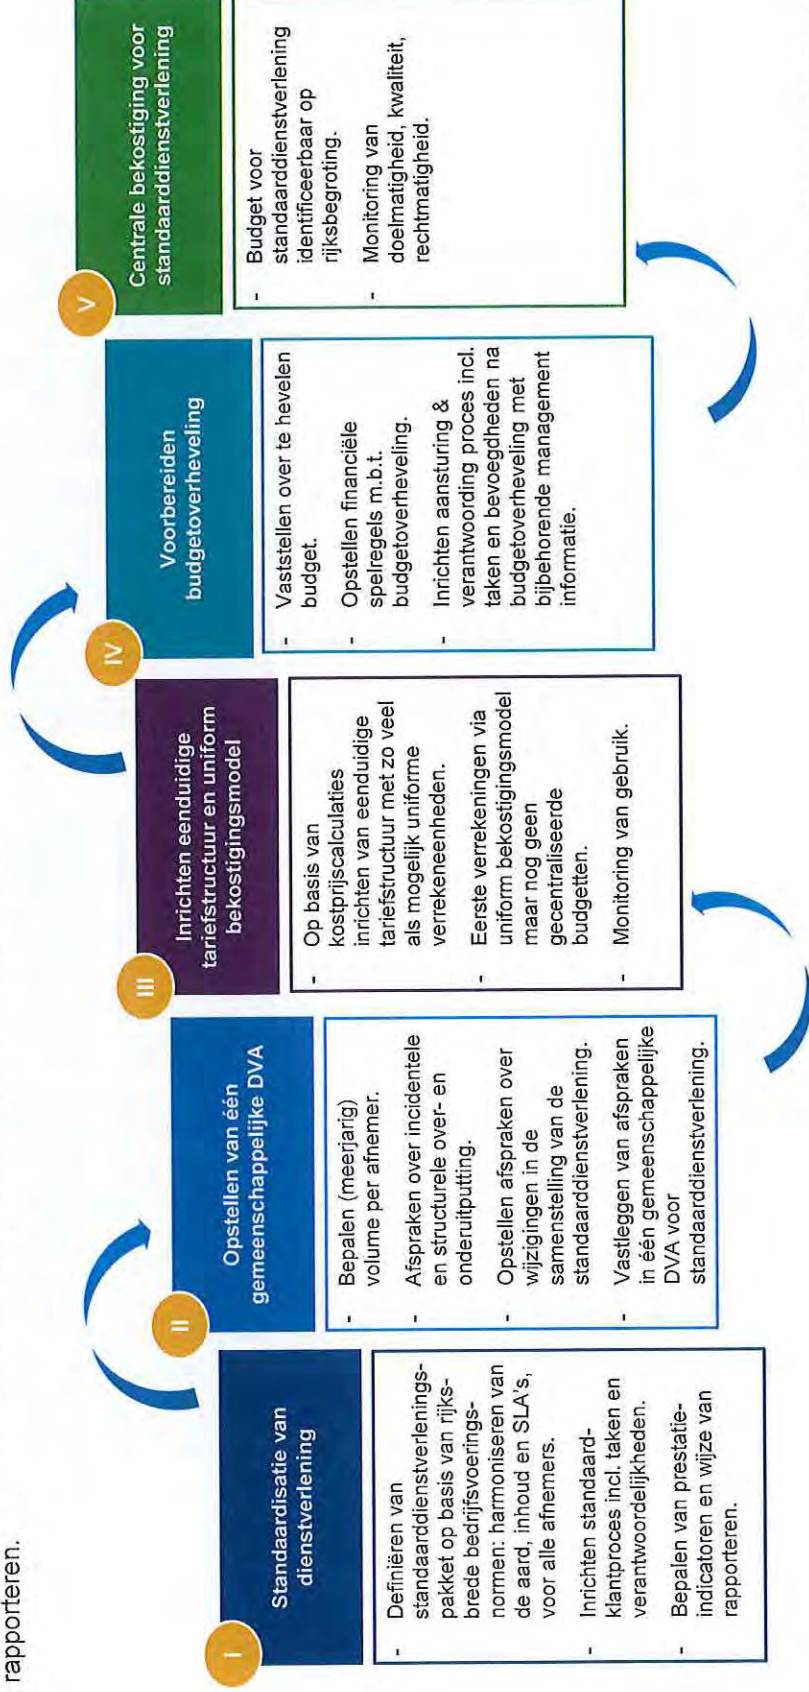 rapporteren.
I
Standaardisatie van
dienstverlening
- Definiëren van
standaarddienstverlenings-
pakket op basis van rijks-
brede bedrijfsvoerings-
normen: harmoniseren van
de aard, inhoud en SLA's,
voor alle afnemers.
- Inrichten standaard-
klantproces incl. taken en
verantwoordelijkheden.
- Bepalen van prestatie-
indicatoren en wijze van
rapporteren.
II
Opstellen van één
gemeenschappelijke DVA
- Bepalen (meerjarig)
volume per afnemer.
- Afspraken over incidentele
en structurele over- en
onderuitputting.
- Opstellen afspraken over
wijzigingen in de
samenstelling van de
standaarddienstverlening.
- Vastleggen van afspraken
in één gemeenschappelijke
DVA voor
standaarddienstverlening.
III
Inrichten eenduidige
tariefstructuur en uniform
bekostigingsmodel
- Op basis van
kostprijscalculaties
inrichten van eenduidige
tariefstructuur met zo veel
als mogelijk uniforme
verrekeneenheden.
- Eerste verrekeningen via
uniform bekostigingsmodel
maar nog geen
gecentraliseerde
budgetten.
- Monitoring van gebruik.
IV
Voorbereiden
budgetoverheveling
- Vaststellen over te hevelen
budget.
- Opstellen financiële
spelregels m.b.t.
budgetoverheveling.
- Inrichten aansturing &
verantwoording proces incl.
taken en bevoegdheden na
budgetoverheveling met
bijbehorende management
informatie.
V
Centrale bekostiging voor
standaarddienstverlening
- Budget voor
standaarddienstverlening
identificeerbaar op
rijksbegroting.
- Monitoring van
doelmatigheid, kwaliteit,
rechtmatigheid.